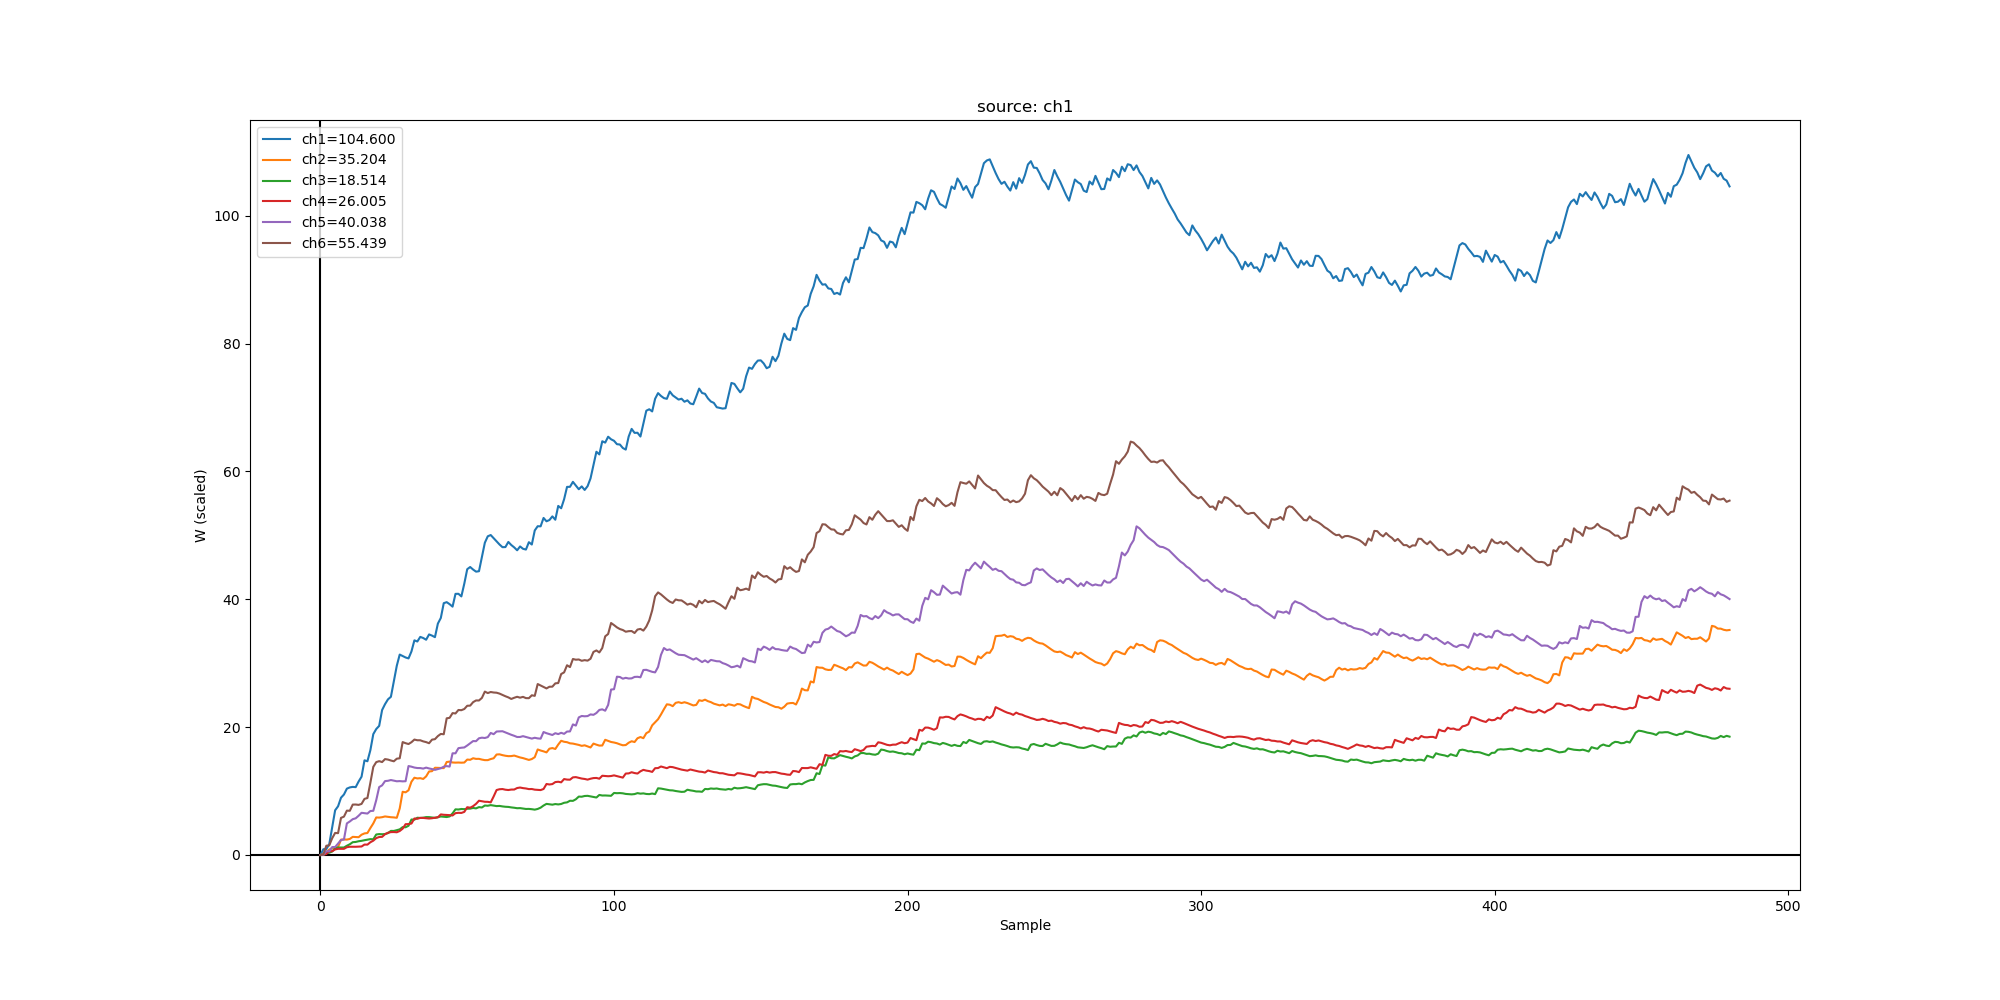 source: ch1
ch1=104.600
ch2=35.204
ch3=18.514
ch4=26.005
ch5=40.038
ch6=55.439
W (scaled)
100
80
60
40
20
0
0 100 200 300 400 500
Sample